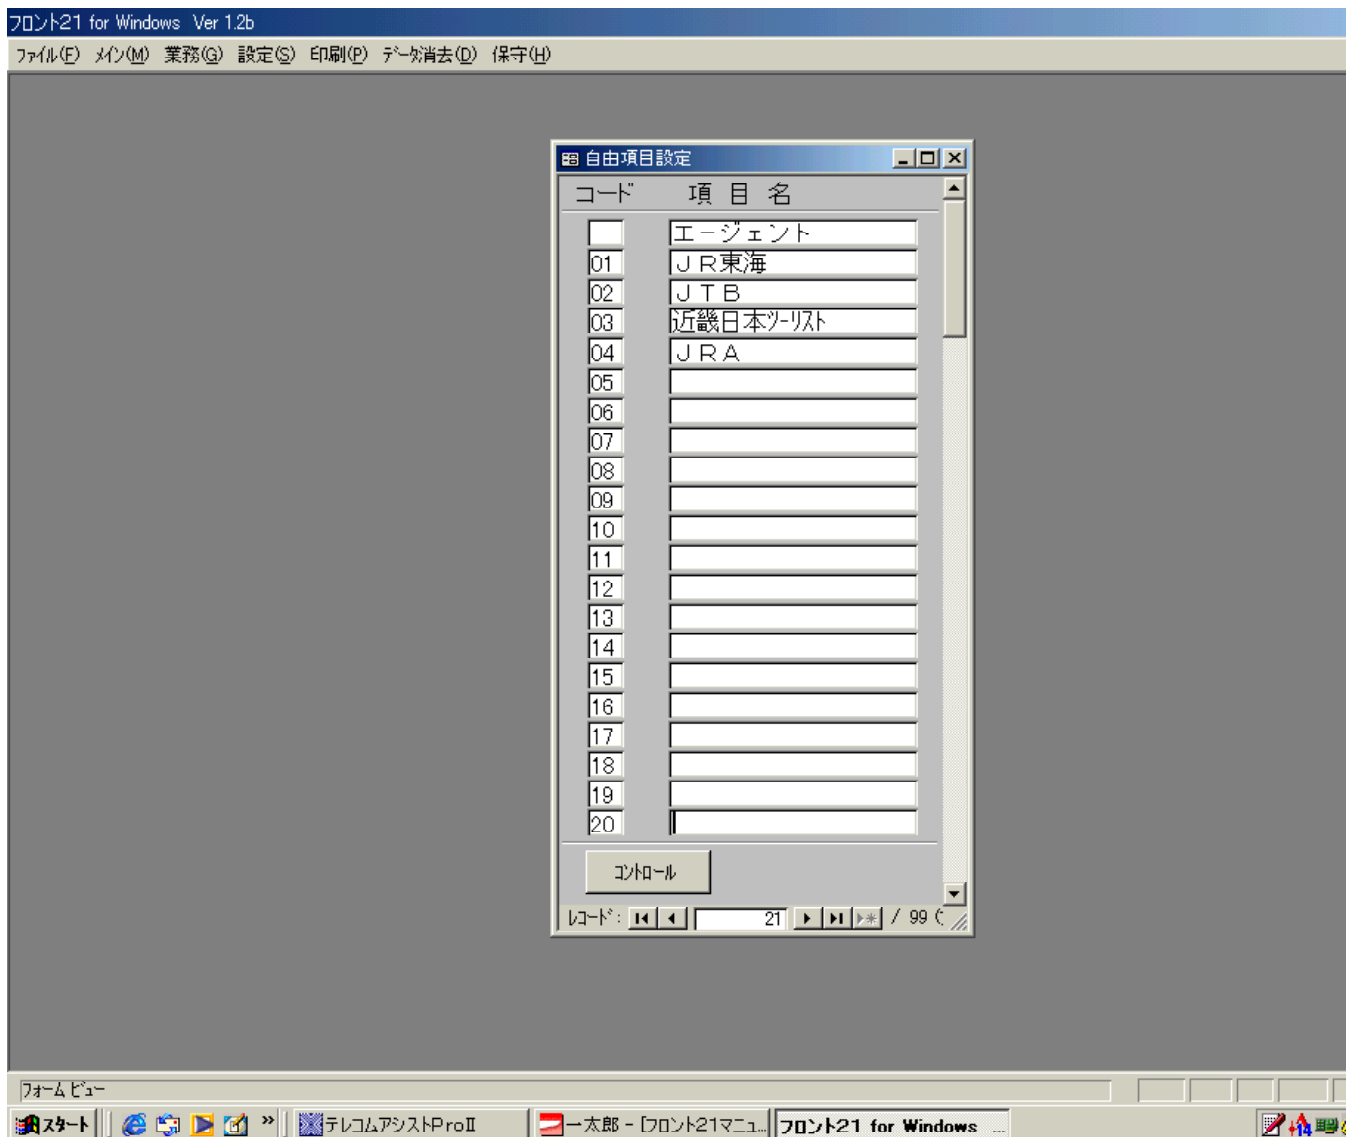 フロント21 for Windows Ver 1.2b
ファイル(F) メイン(M) 業務(G) 設定(S) 印刷(P) データ消去(D) 保守(H)
自由項目設定
コード 項 目 名
エージェント
01 ＪＲ東海
02 ＪＴＢ
03 近畿日本ﾂｰﾘｽﾄ
04 ＪＲＡ
05
06
07
08
09
10
11
12
13
14
15
16
17
18
19
20
コントロール
レコード: 21 / 99 (
フォーム ビュー
スタート » テレコムアシストProⅡ 一太郎 - [フロント21マニュ... フロント21 for Windows ...